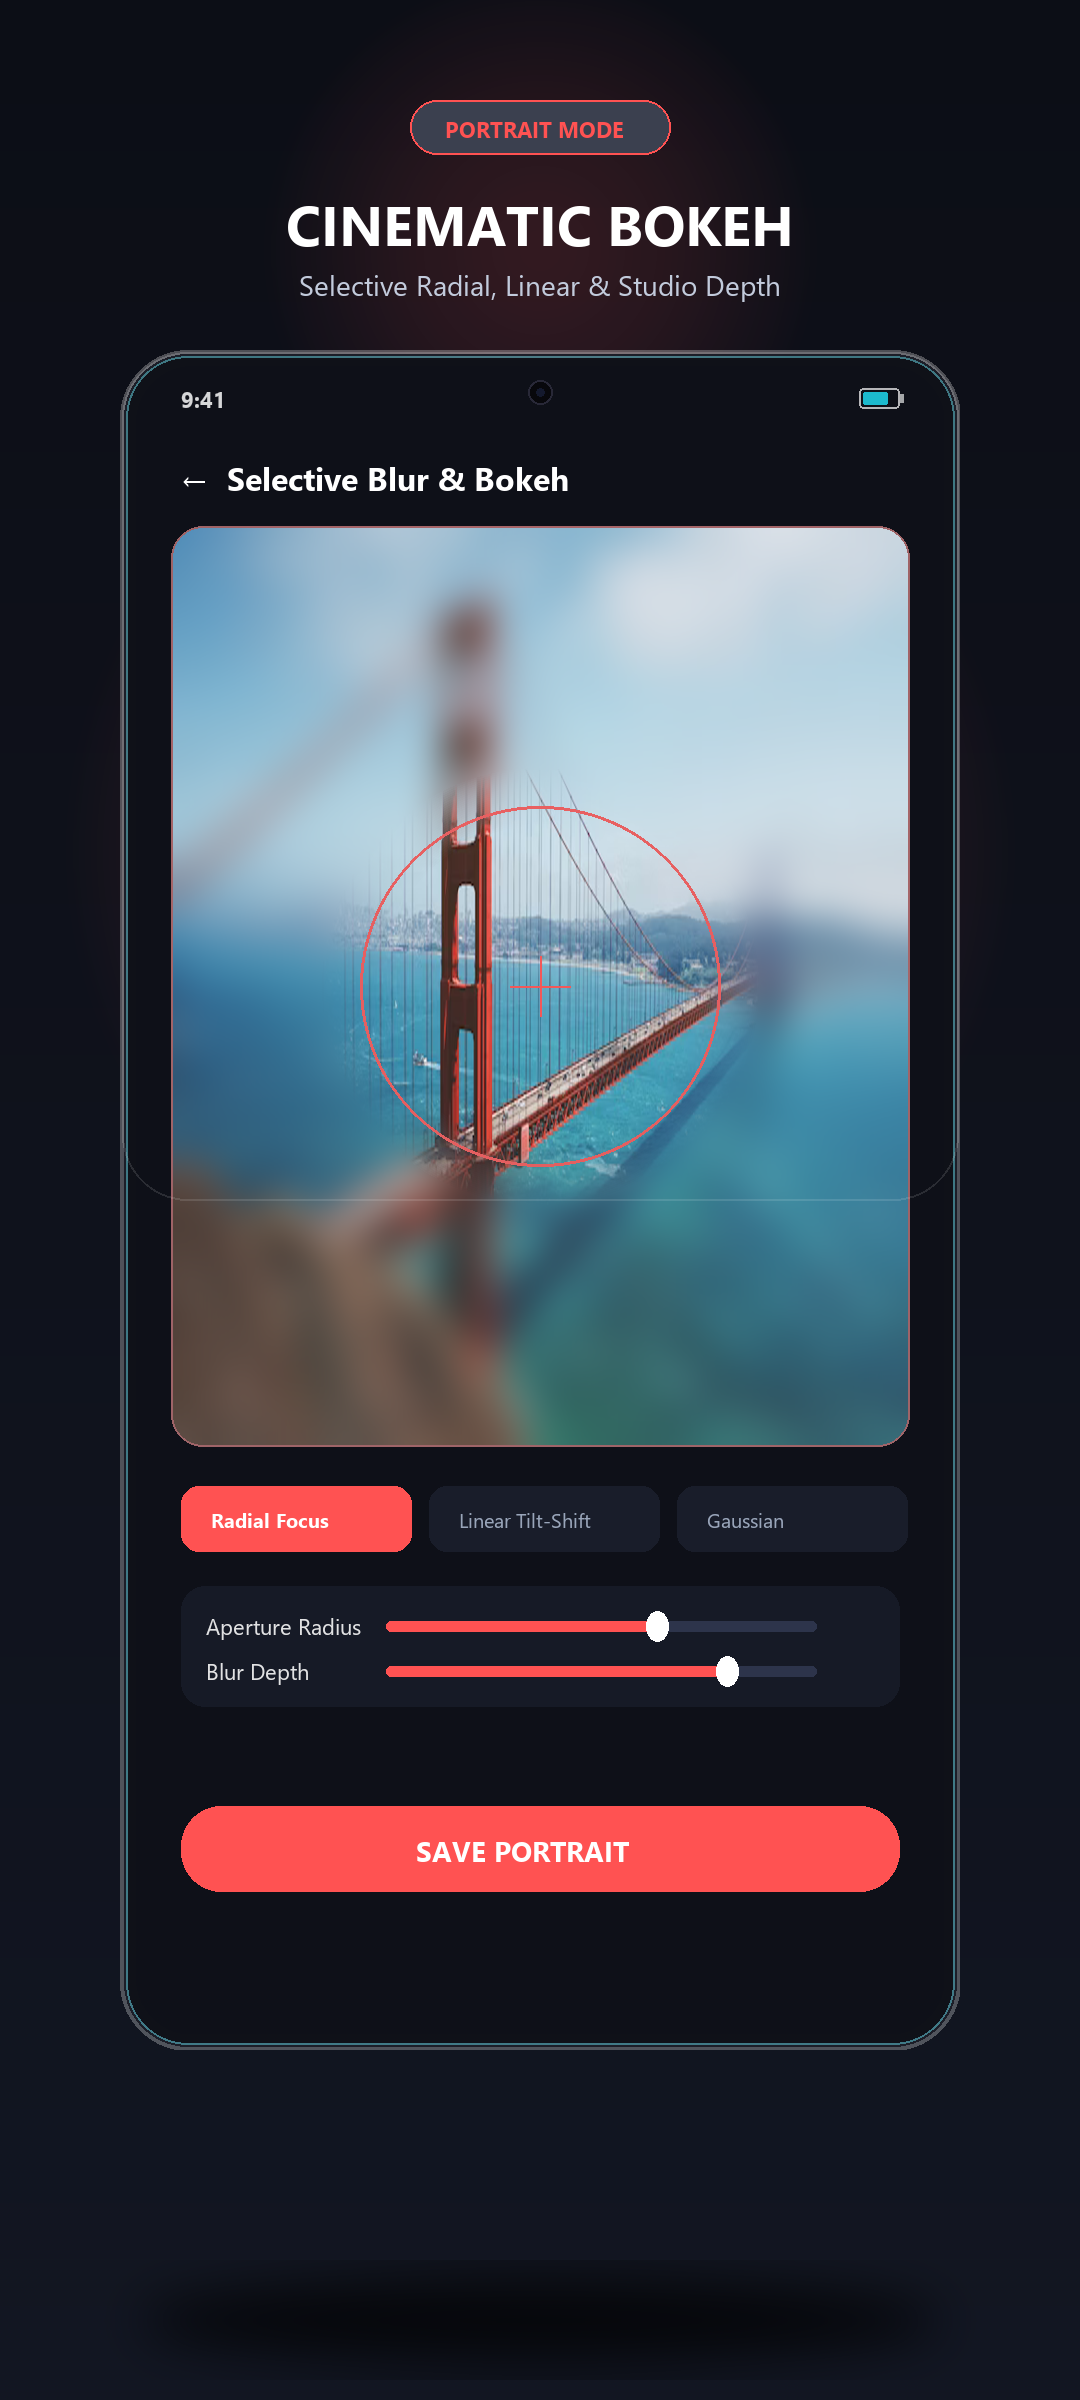 PORTRAIT MODE
CINEMATIC BOKEH
Selective Radial, Linear & Studio Depth
9:41
← Selective Blur & Bokeh
Radial Focus
Linear Tilt-Shift
Gaussian
Aperture Radius
Blur Depth
SAVE PORTRAIT